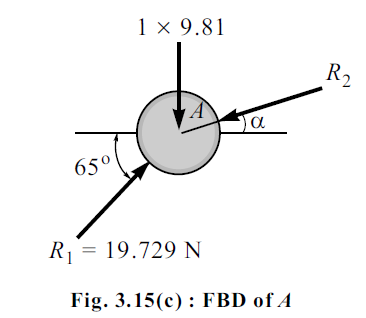 1 × 9.81
R₂
A
α
65°
R₁ = 19.729 N
Fig. 3.15(c) : FBD of A